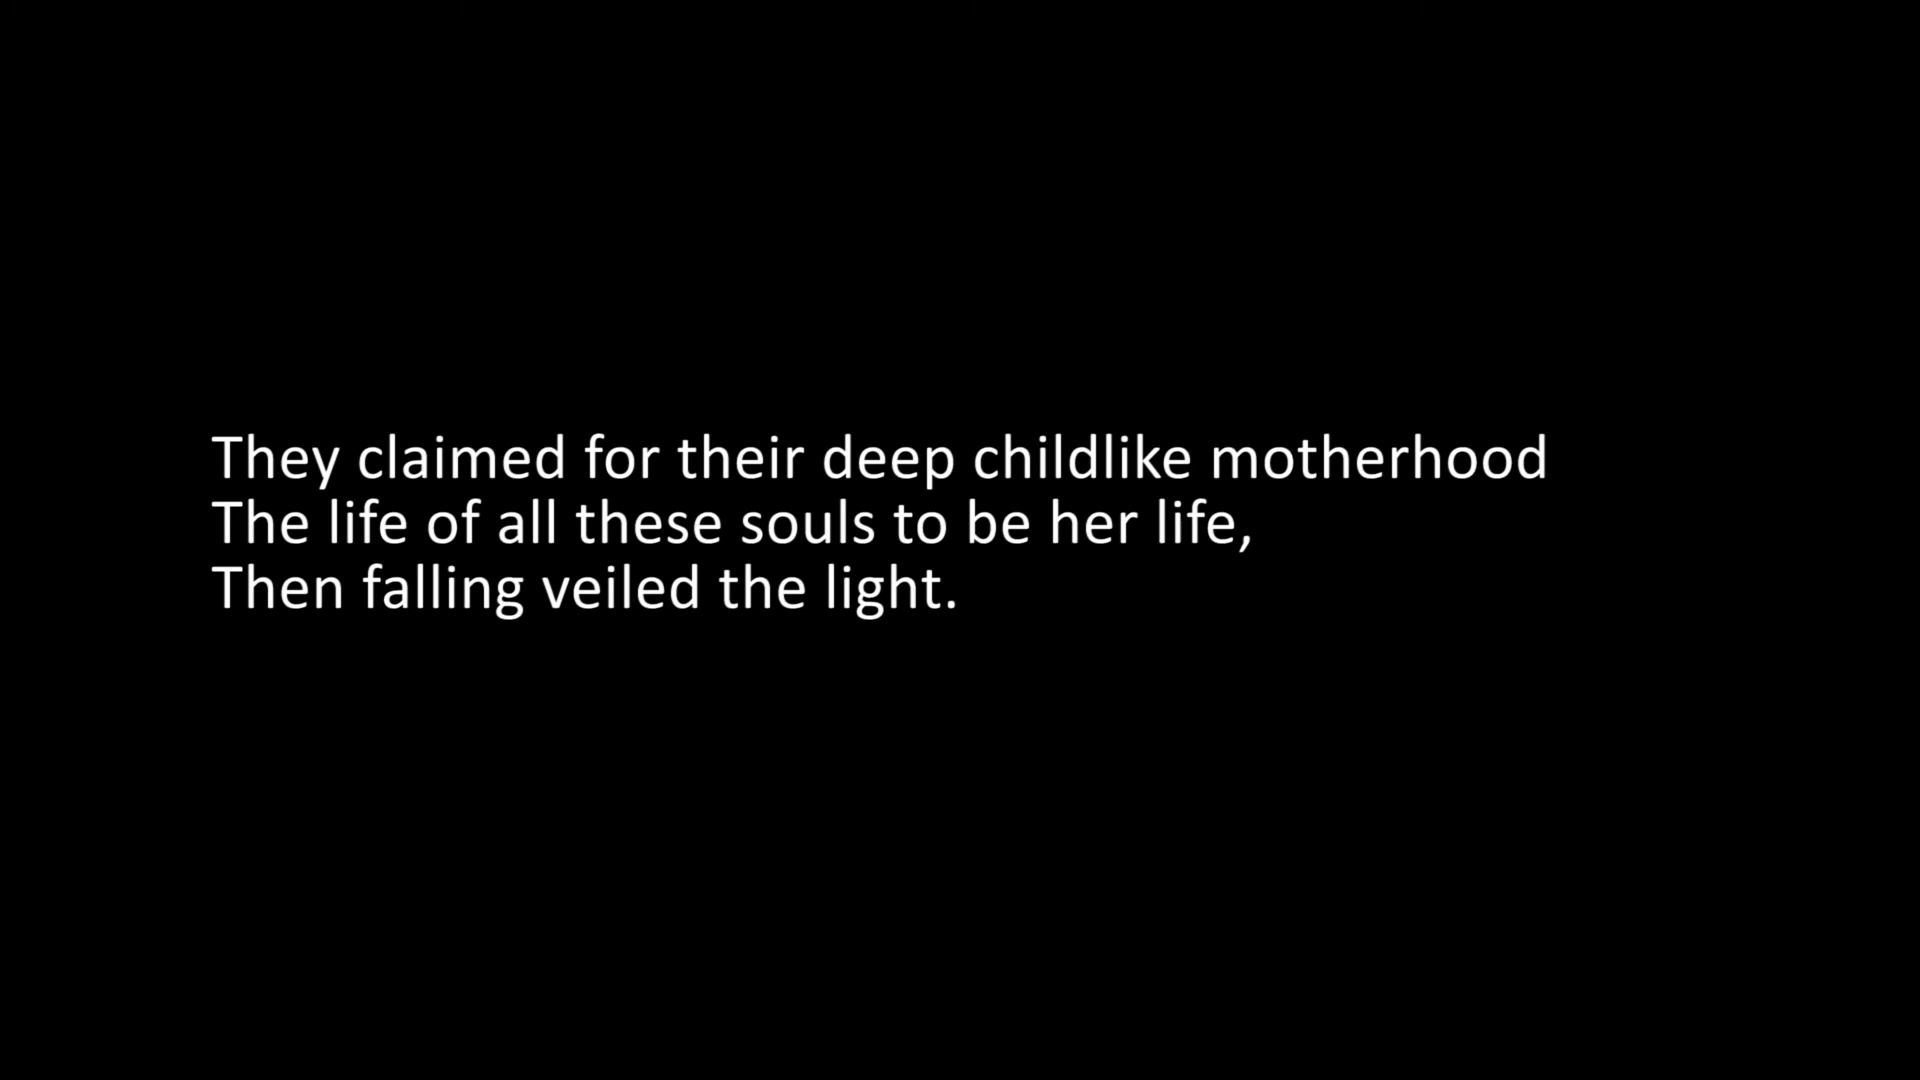 They claimed for their deep childlike motherhood
The life of all these souls to be her life,
Then falling veiled the light.